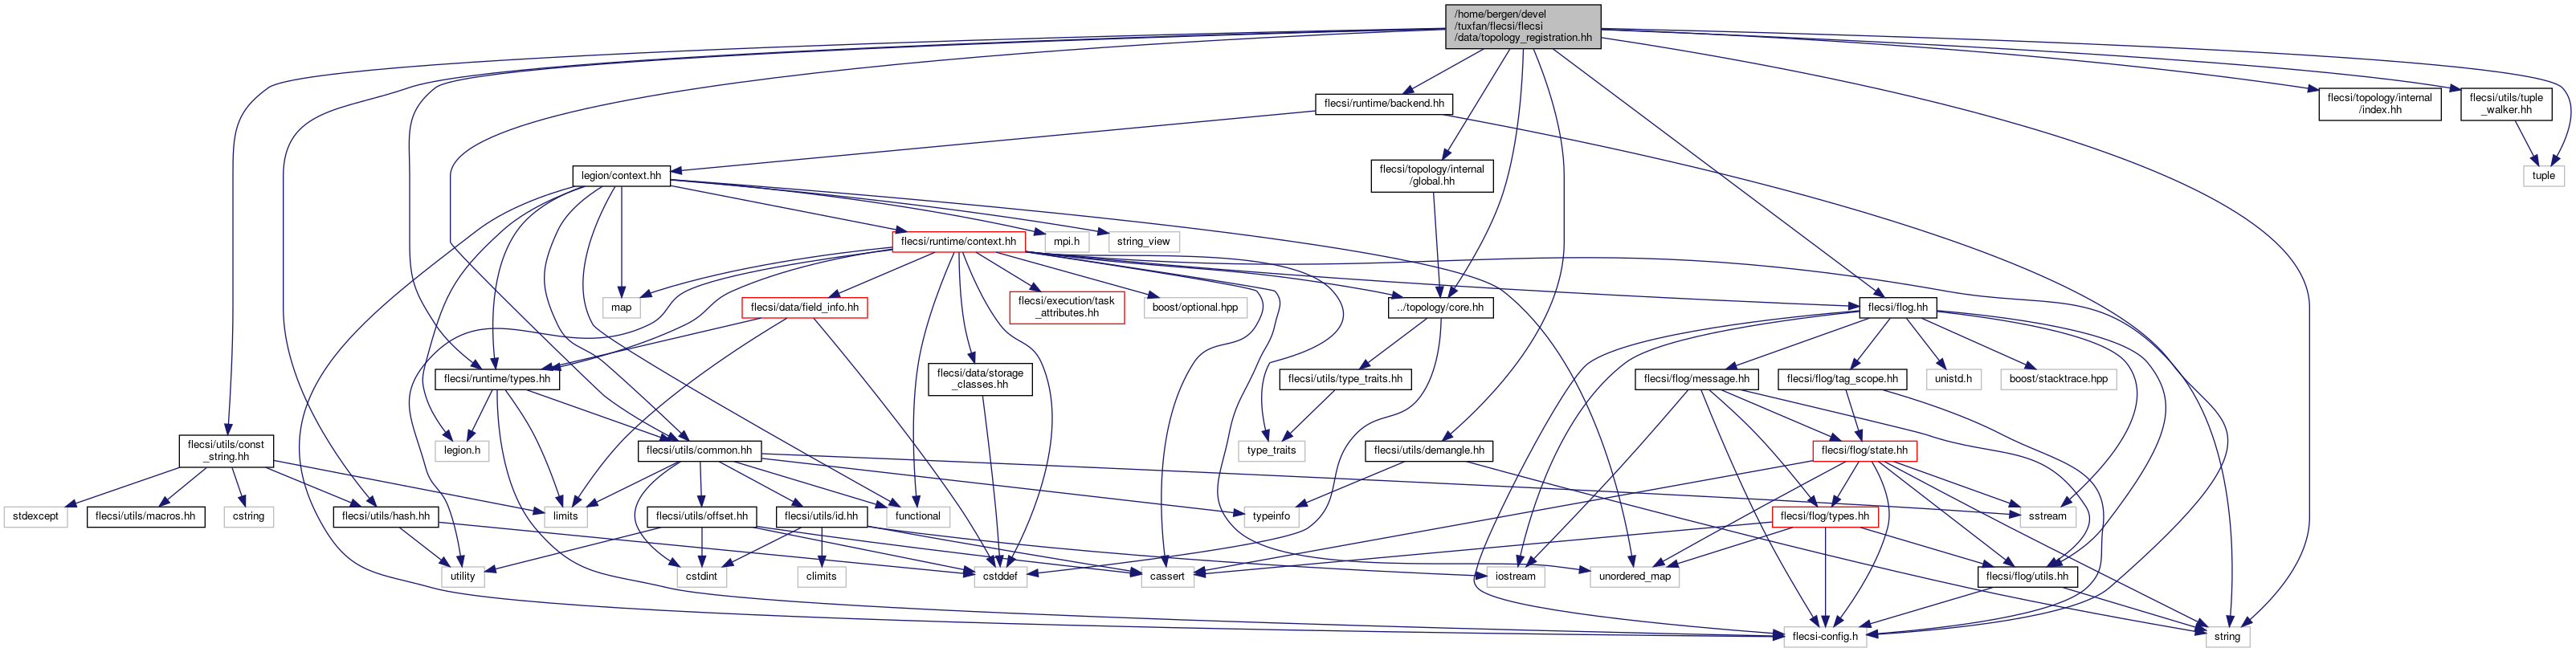 /home/bergen/devel
/tuxfan/flecsi/flecsi
/data/topology_registration.hh
flecsi/runtime/backend.hh
flecsi/topology/internal
/index.hh
flecsi/utils/tuple
_walker.hh
legion/context.hh
flecsi/topology/internal
/global.hh
tuple
flecsi/runtime/context.hh
mpi.h
string_view
map
flecsi/data/field_info.hh
flecsi/execution/task
_attributes.hh
boost/optional.hpp
../topology/core.hh
flecsi/flog.hh
flecsi/runtime/types.hh
flecsi/data/storage
_classes.hh
flecsi/utils/type_traits.hh
flecsi/flog/message.hh
flecsi/flog/tag_scope.hh
unistd.h
boost/stacktrace.hpp
flecsi/utils/const
_string.hh
legion.h
flecsi/utils/common.hh
type_traits
flecsi/utils/demangle.hh
flecsi/flog/state.hh
stdexcept
flecsi/utils/macros.hh
cstring
flecsi/utils/hash.hh
limits
flecsi/utils/offset.hh
flecsi/utils/id.hh
functional
typeinfo
flecsi/flog/types.hh
sstream
utility
cstdint
climits
cstddef
cassert
iostream
unordered_map
flecsi/flog/utils.hh
flecsi-config.h
string